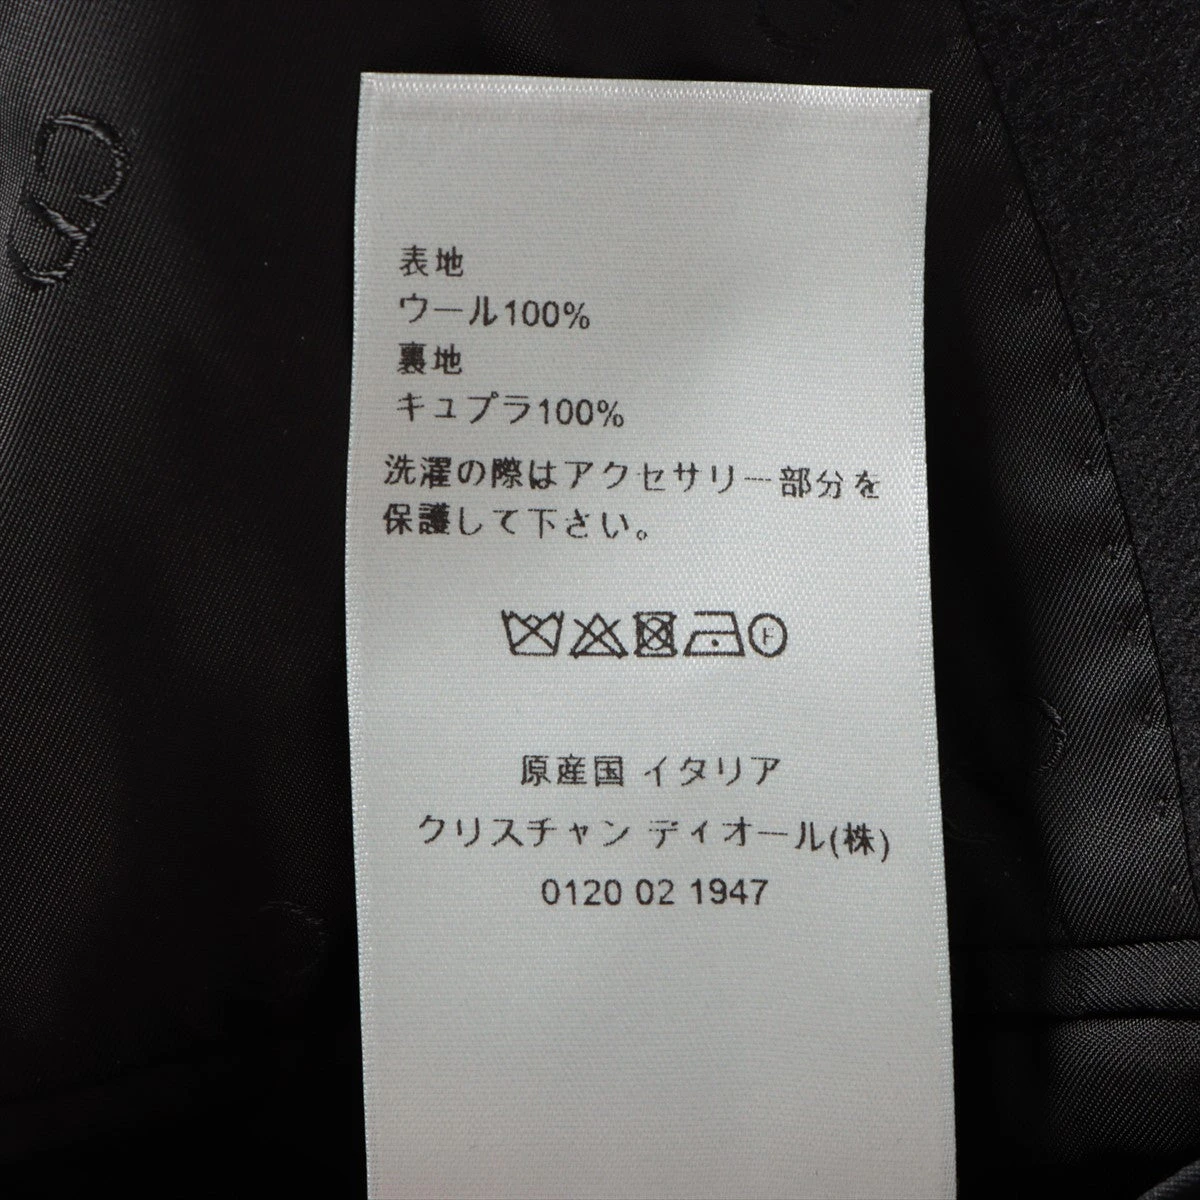 表地
ウール100%
裏地
キュプラ100%
洗濯の際はアクセサリー部分を
保護して下さい。
F
原産国 イタリア
クリスチャン ディオール(株)
0120 02 1947